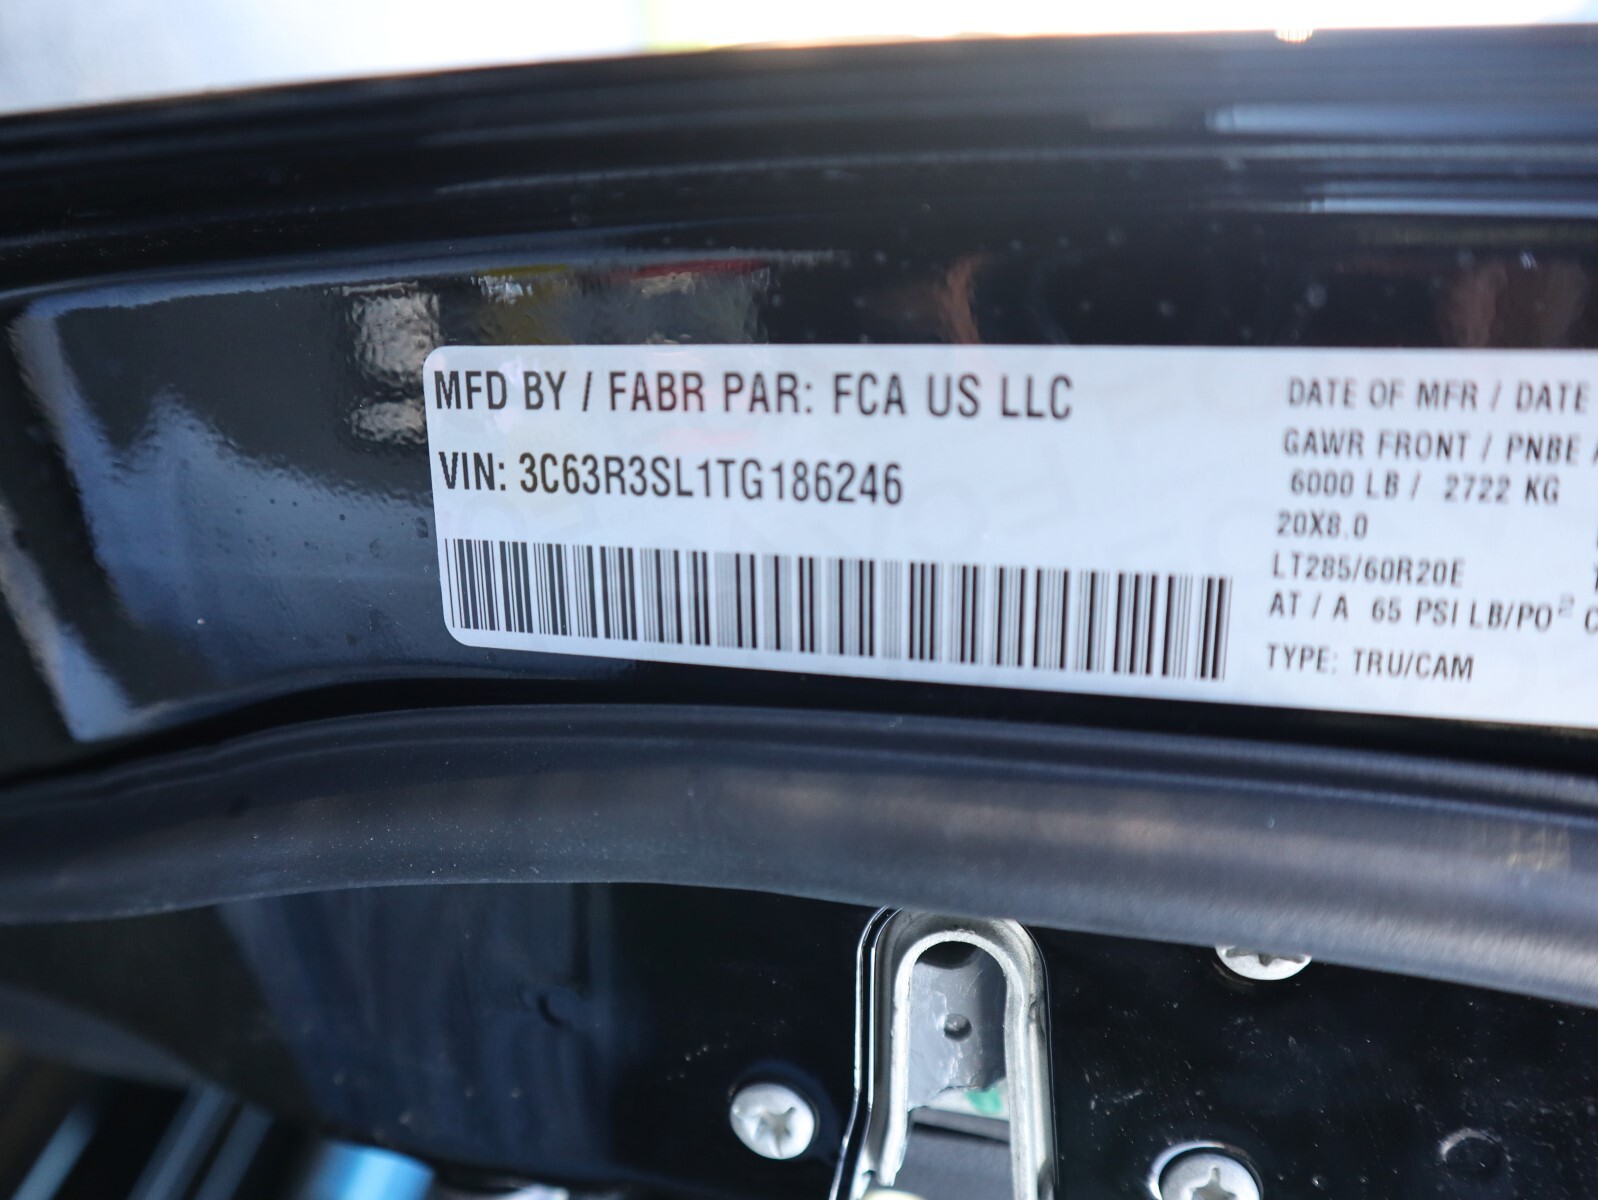 MFD BY / FABR PAR: FCA US LLC
VIN: 3C63R3SL1TG186246
DATE OF MFR / DATE
GAWR FRONT / PNBE
6000 LB / 2722 KG
20X8.0
LT285/60R20E
AT / A 65 PSI LB/PO²
TYPE: TRU/CAM